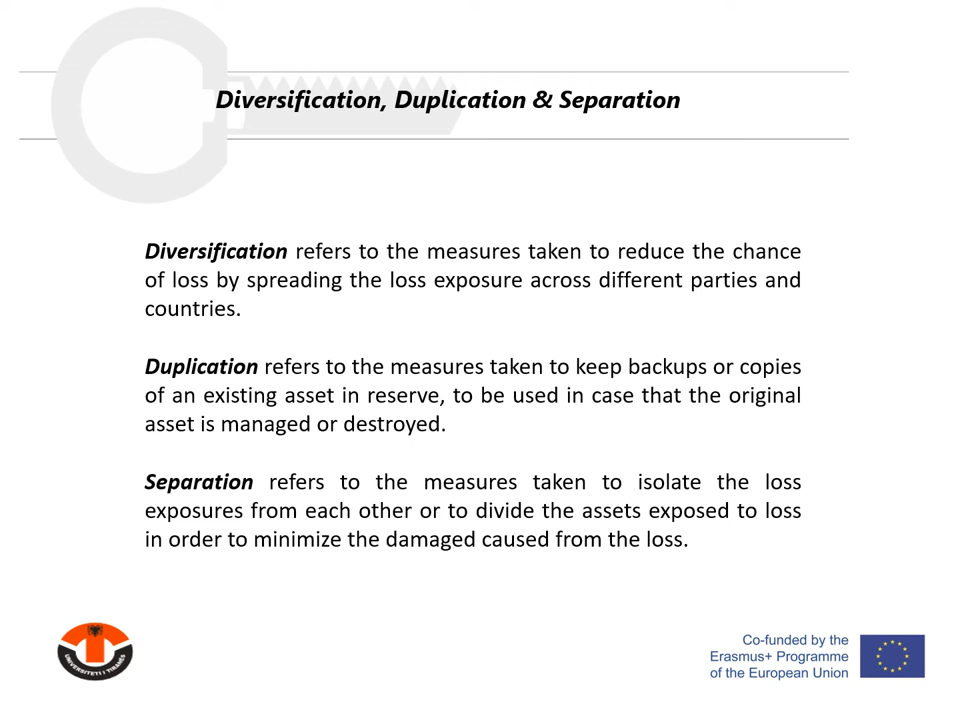 Diversification, Duplication & Separation
Diversification refers to the measures taken to reduce the chance
of loss by spreading the loss exposure across different parties and
countries.
Duplication refers to the measures taken to keep backups or copies
of an existing asset in reserve, to be used in case that the original
asset is managed or destroyed.
Separation refers to the measures taken to isolate the loss
exposures from each other or to divide the assets exposed to loss
in order to minimize the damaged caused from the loss.
UNIVERSITETI I TIRANËS
Co-funded by the
Erasmus+ Programme
of the European Union